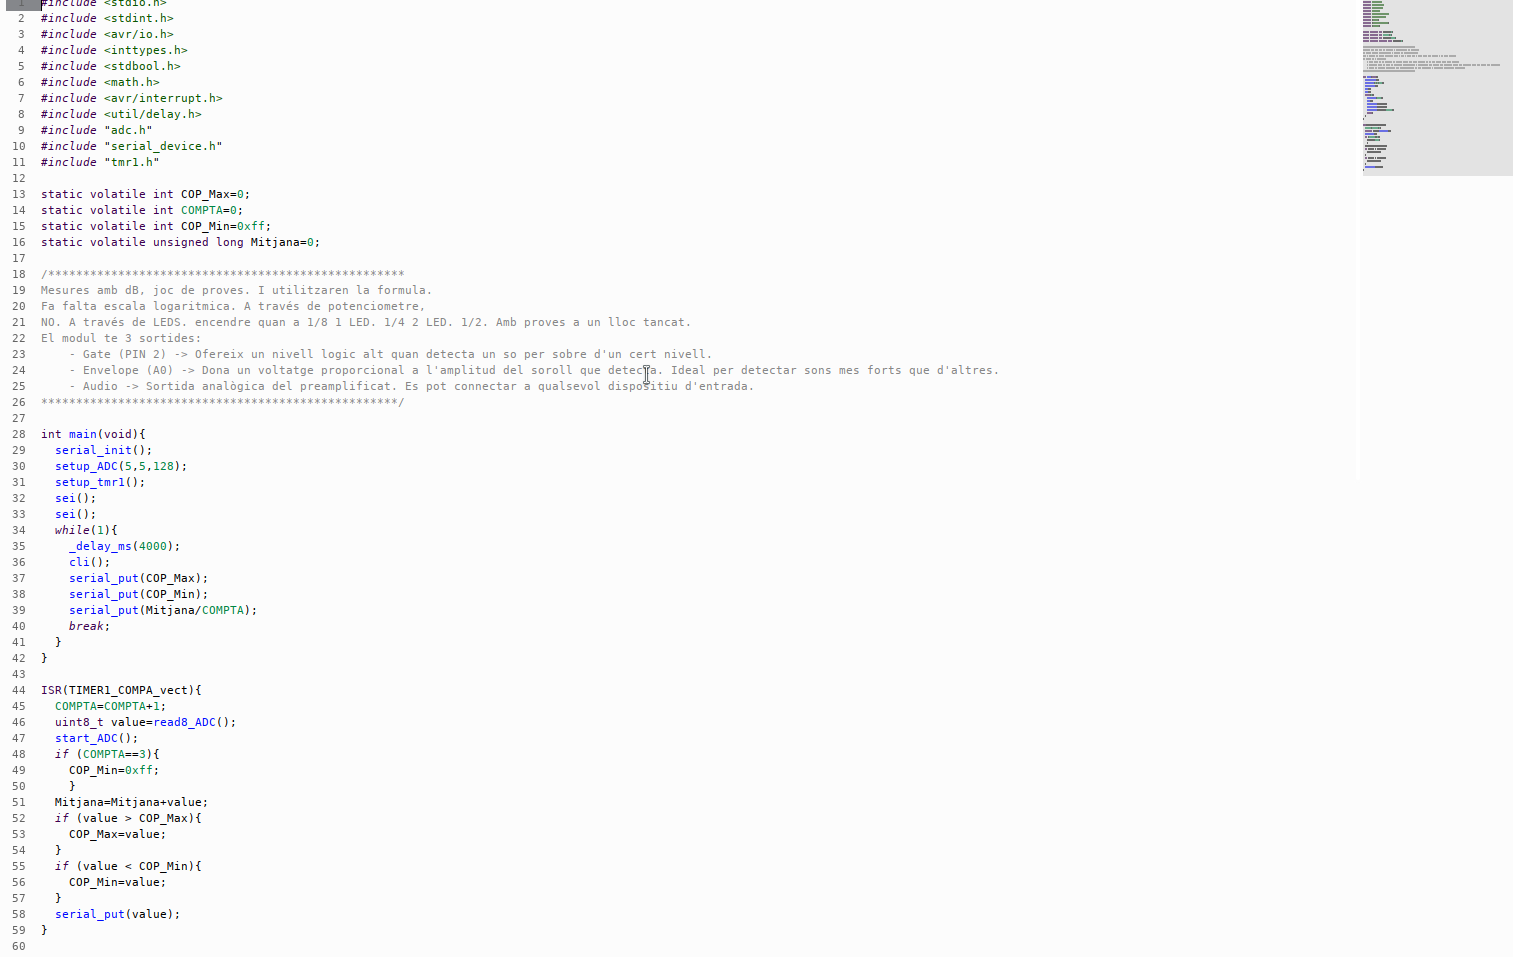 1 #include <stdio.h>
2 #include <stdint.h>
3 #include <avr/io.h>
4 #include <inttypes.h>
5 #include <stdbool.h>
6 #include <math.h>
7 #include <avr/interrupt.h>
8 #include <util/delay.h>
9 #include "adc.h"
10 #include "serial_device.h"
11 #include "tmr1.h"
12
13 static volatile int COP_Max=0;
14 static volatile int COMPTA=0;
15 static volatile int COP_Min=0xff;
16 static volatile unsigned long Mitjana=0;
17
18 /***************************************************
19 Mesures amb dB, joc de proves. I utilitzaren la formula.
20 Fa falta escala logaritmica. A través de potenciometre,
21 NO. A través de LEDS. encendre quan a 1/8 1 LED. 1/4 2 LED. 1/2. Amb proves a un lloc tancat.
22 El modul te 3 sortides:
23     - Gate (PIN 2) -> Ofereix un nivell logic alt quan detecta un so per sobre d'un cert nivell.
24     - Envelope (A0) -> Dona un voltatge proporcional a l'amplitud del soroll que detecta. Ideal per detectar sons mes forts que d'altres.
25     - Audio -> Sortida analògica del preamplificat. Es pot connectar a qualsevol dispositiu d'entrada.
26 ***************************************************/
27
28 int main(void){
29   serial_init();
30   setup_ADC(5,5,128);
31   setup_tmr1();
32   sei();
33   sei();
34   while(1){
35     _delay_ms(4000);
36     cli();
37     serial_put(COP_Max);
38     serial_put(COP_Min);
39     serial_put(Mitjana/COMPTA);
40     break;
41   }
42 }
43
44 ISR(TIMER1_COMPA_vect){
45   COMPTA=COMPTA+1;
46   uint8_t value=read8_ADC();
47   start_ADC();
48   if (COMPTA==3){
49     COP_Min=0xff;
50     }
51   Mitjana=Mitjana+value;
52   if (value > COP_Max){
53     COP_Max=value;
54   }
55   if (value < COP_Min){
56     COP_Min=value;
57   }
58   serial_put(value);
59 }
60